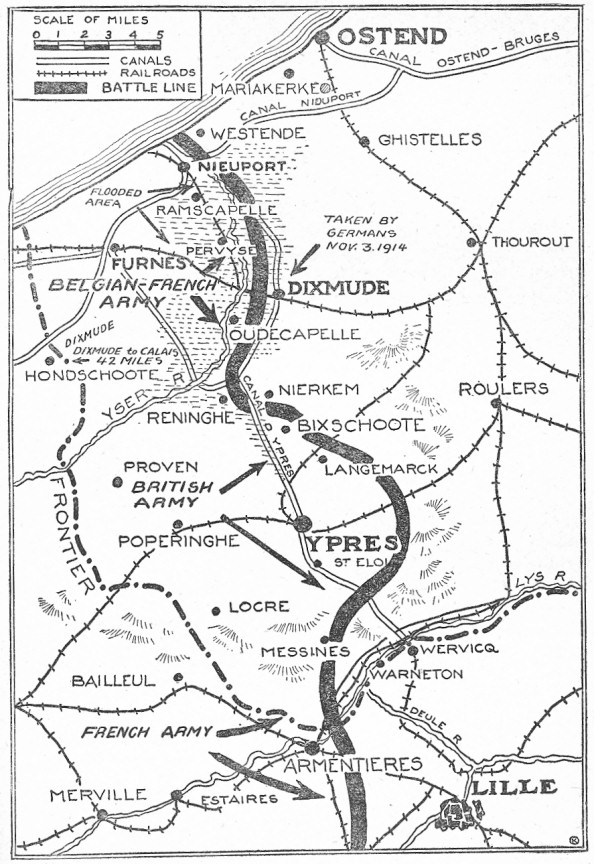 SCALE OF MILES
0 1 2 3 4 5
CANALS
RAILROADS
BATTLE LINE
OSTEND
CANAL OSTEND-BRUGES
MARIAKERKE
CANAL NIDUPORT
WESTENDE
GHISTELLES
NIEUPORT
FLOODED
AREA
RAMSCAPELLE
TAKEN BY
GERMANS
NOV. 3. 1914
THOUROUT
PERVYSE
FURNES
BELGIAN-FRENCH
ARMY
DIXMUDE
OUDECAPELLE
DIXMUDE
DIXMUDE to CALAIS
42 MILES
HONDSCHOOTE
YSER R
RENINGHE
CANAL D YPRES
NIERKEM
ROULERS
BIXSCHOOTE
LANGEMARCK
PROVEN
BRITISH
ARMY
FRONTIER
POPERINGHE
YPRES
ST ELOI
LYS R
LOCRE
MESSINES
WERVICQ
WARNETON
BAILLEUL
DEULE R
FRENCH ARMY
ARMENTIERES
MERVILLE
ESTAIRES
LILLE